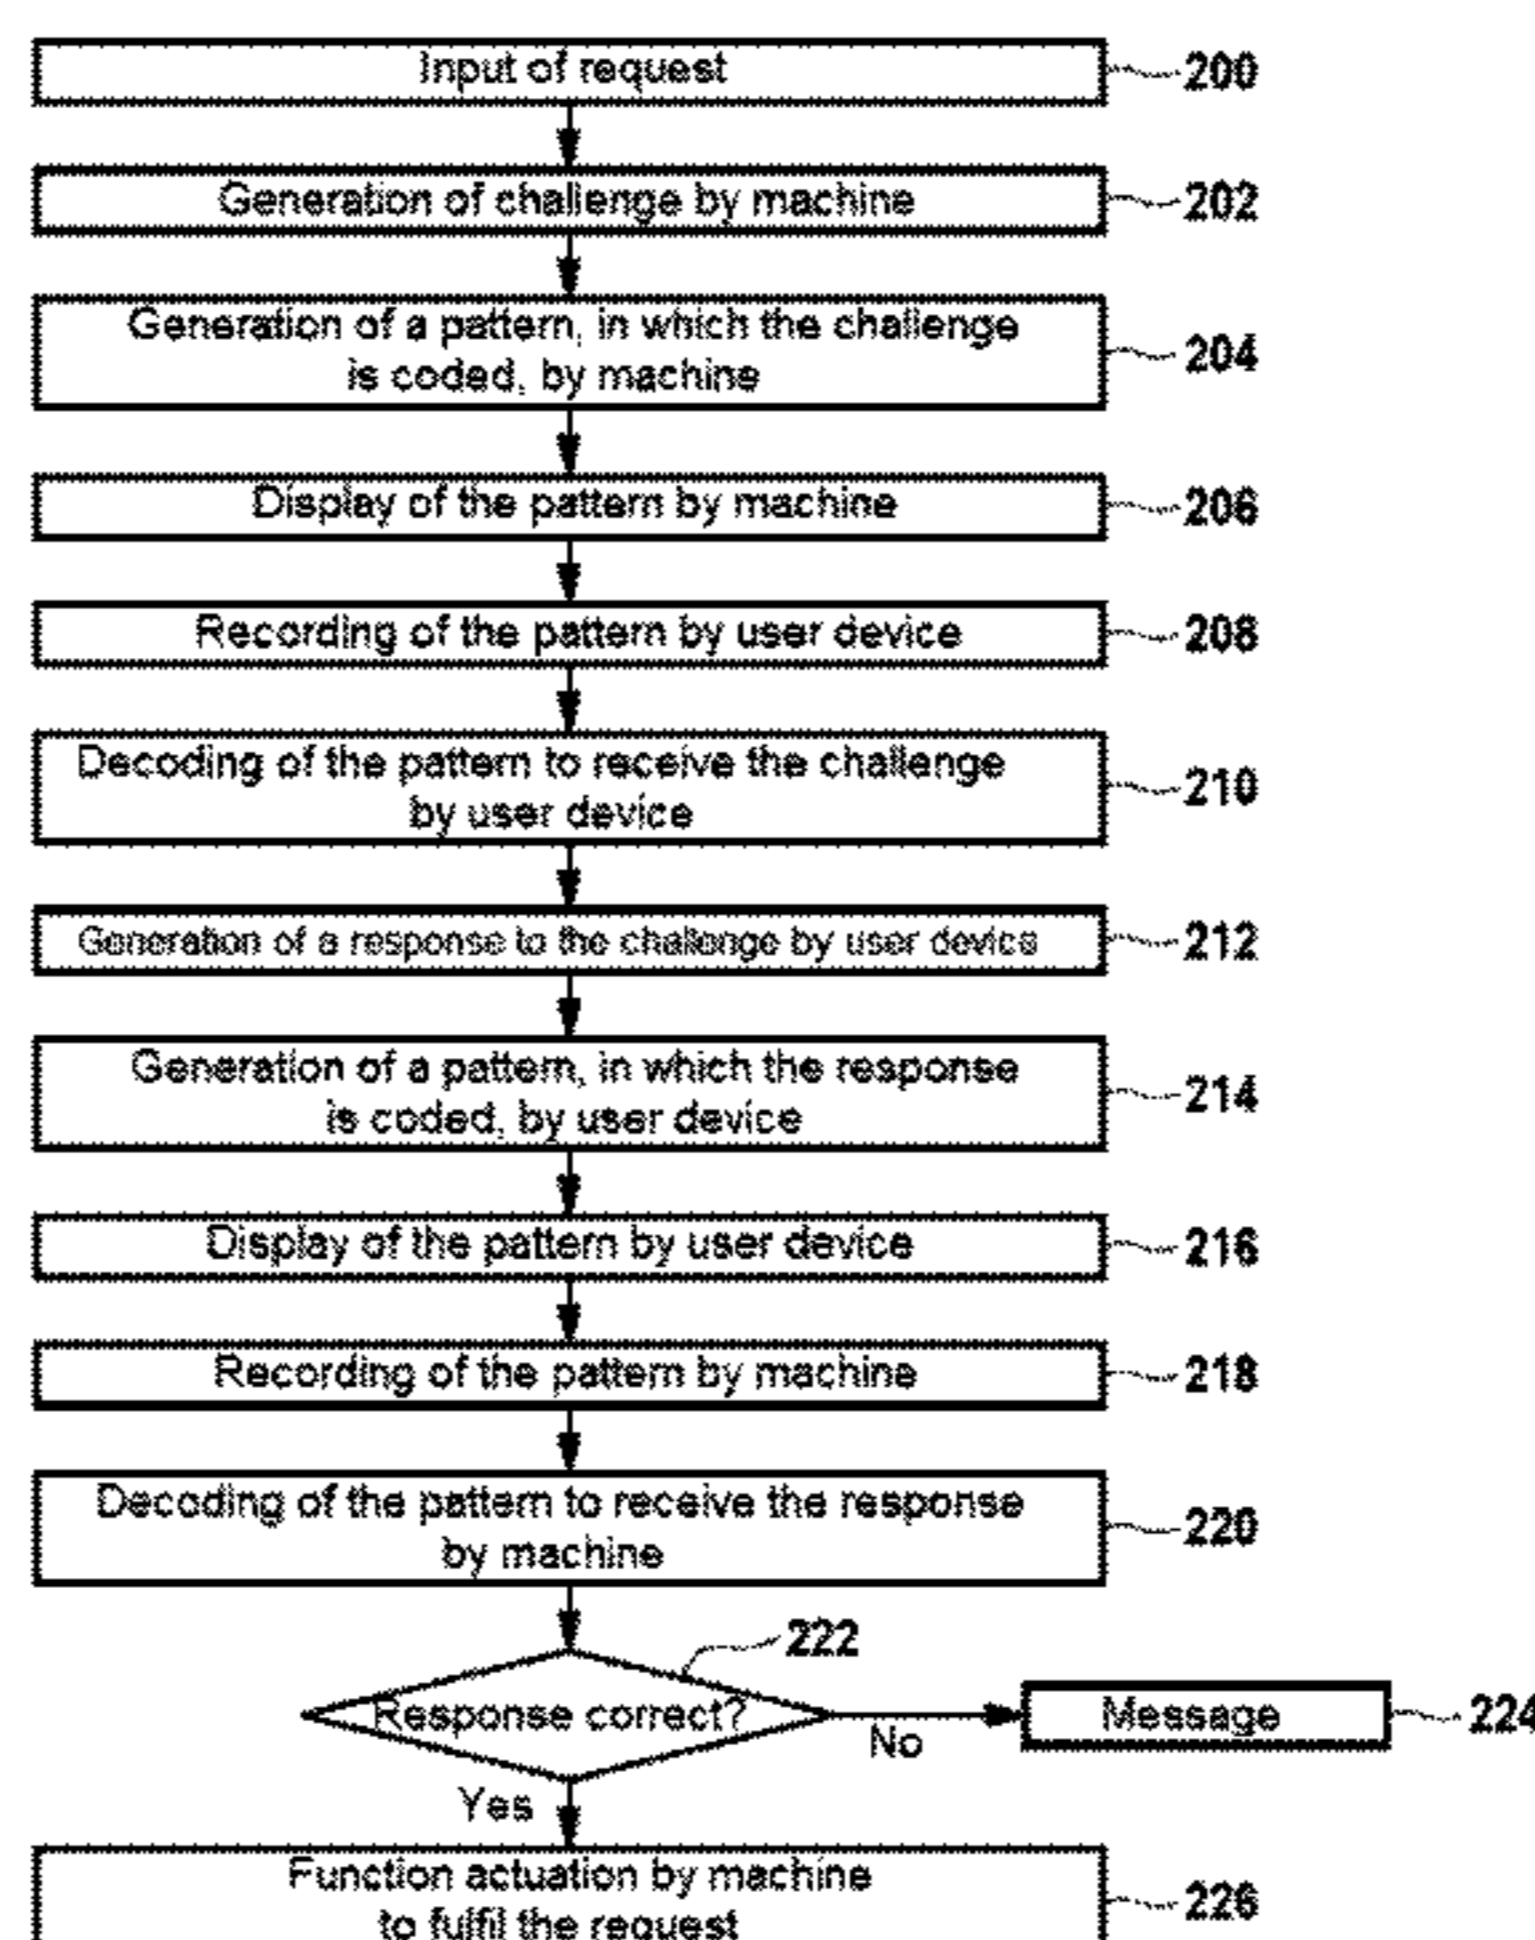 Input of request
200
Generation of challenge by machine
202
Generation of a pattern, in which the challenge
is coded, by machine
204
Display of the pattern by machine
206
Recording of the pattern by user device
208
Decoding of the pattern to receive the challenge
by user device
210
Generation of a response to the challenge by user device
212
Generation of a pattern, in which the response
is coded, by user device
214
Display of the pattern by user device
216
Recording of the pattern by machine
218
Decoding of the pattern to receive the response
by machine
220
222
Response correct?
No
Message
224
Yes
Function actuation by machine
to fulfil the request
226